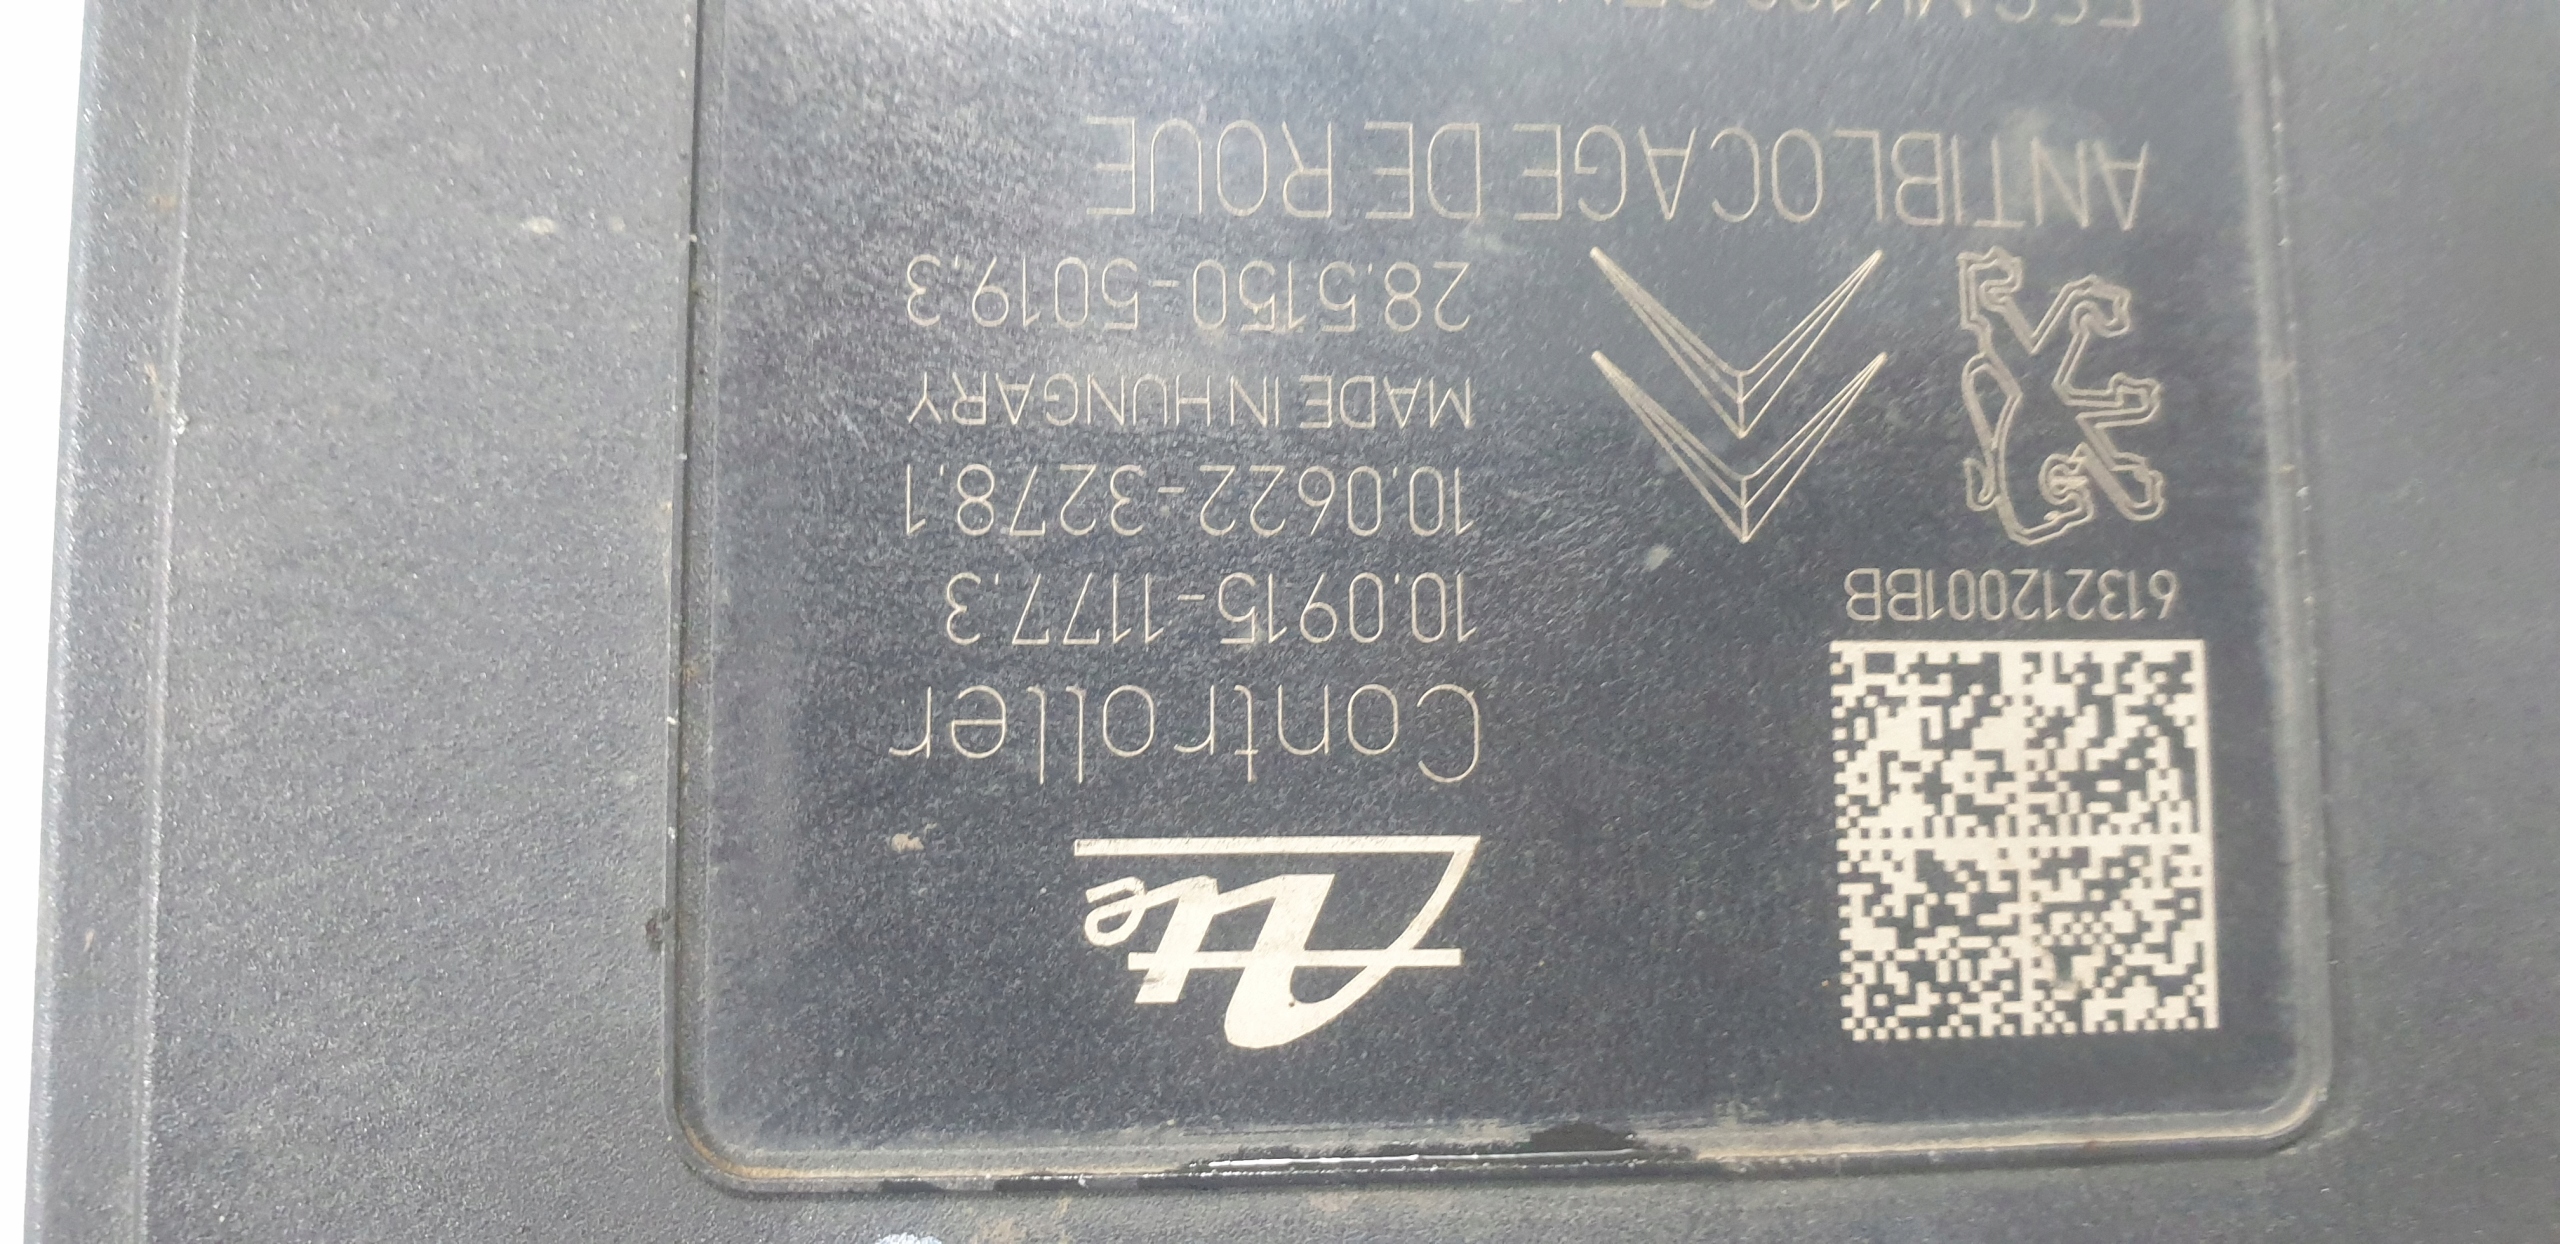 Ate
Controller
10.0915-1177.3
10.0622-3278.1
MADE IN HUNGARY
28.5150-5019.3
613212001BB
ANTIBLOCAGE DE ROUE